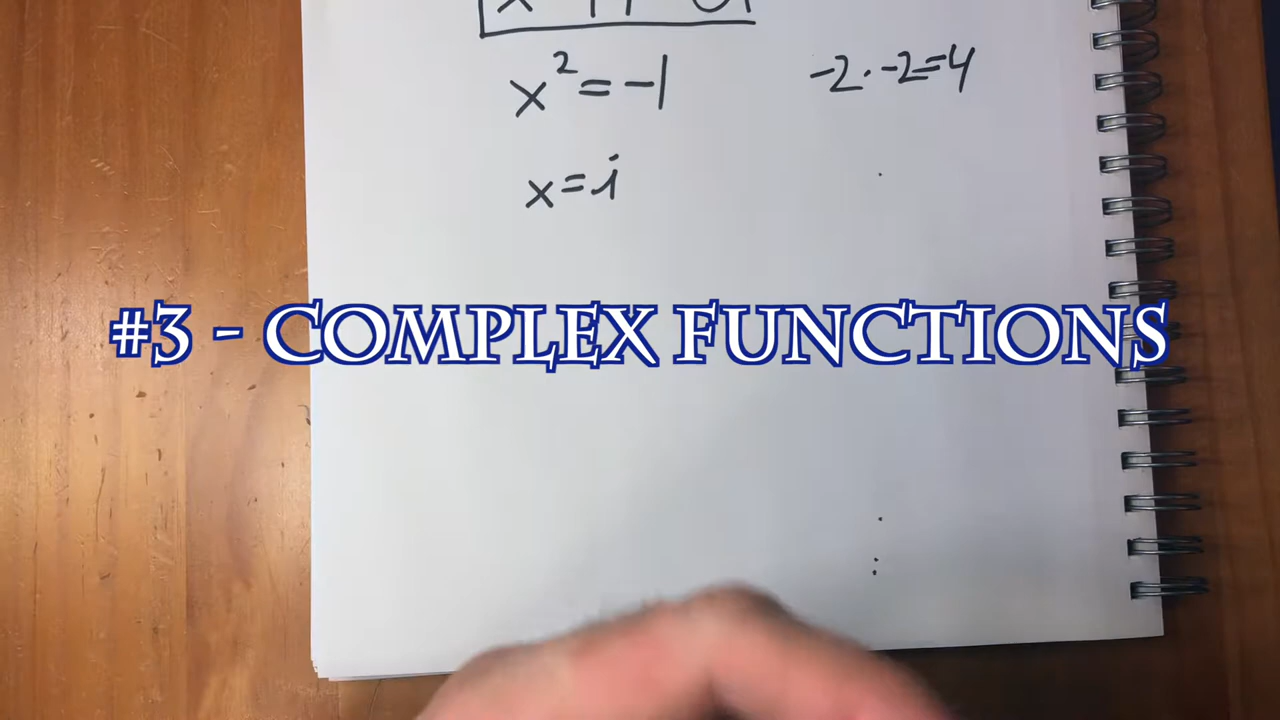 x² = -1
-2 · -2 = 4
x = i
#3 - COMPLEX FUNCTIONS